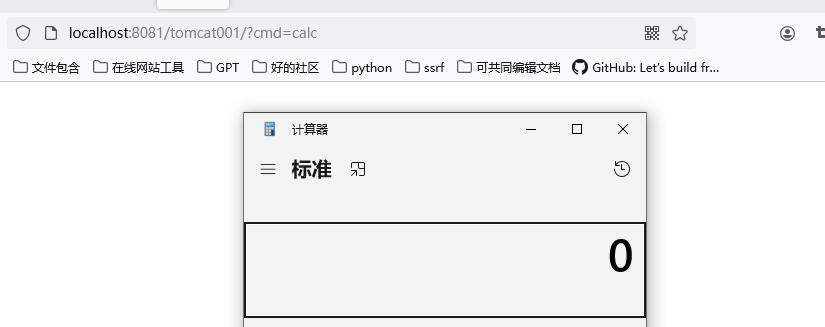 localhost:8081/tomcat001/?cmd=calc
文件包含 在线网站工具 GPT 好的社区 python ssrf 可共同编辑文档 GitHub: Let's build fr...
计算器
标准
0